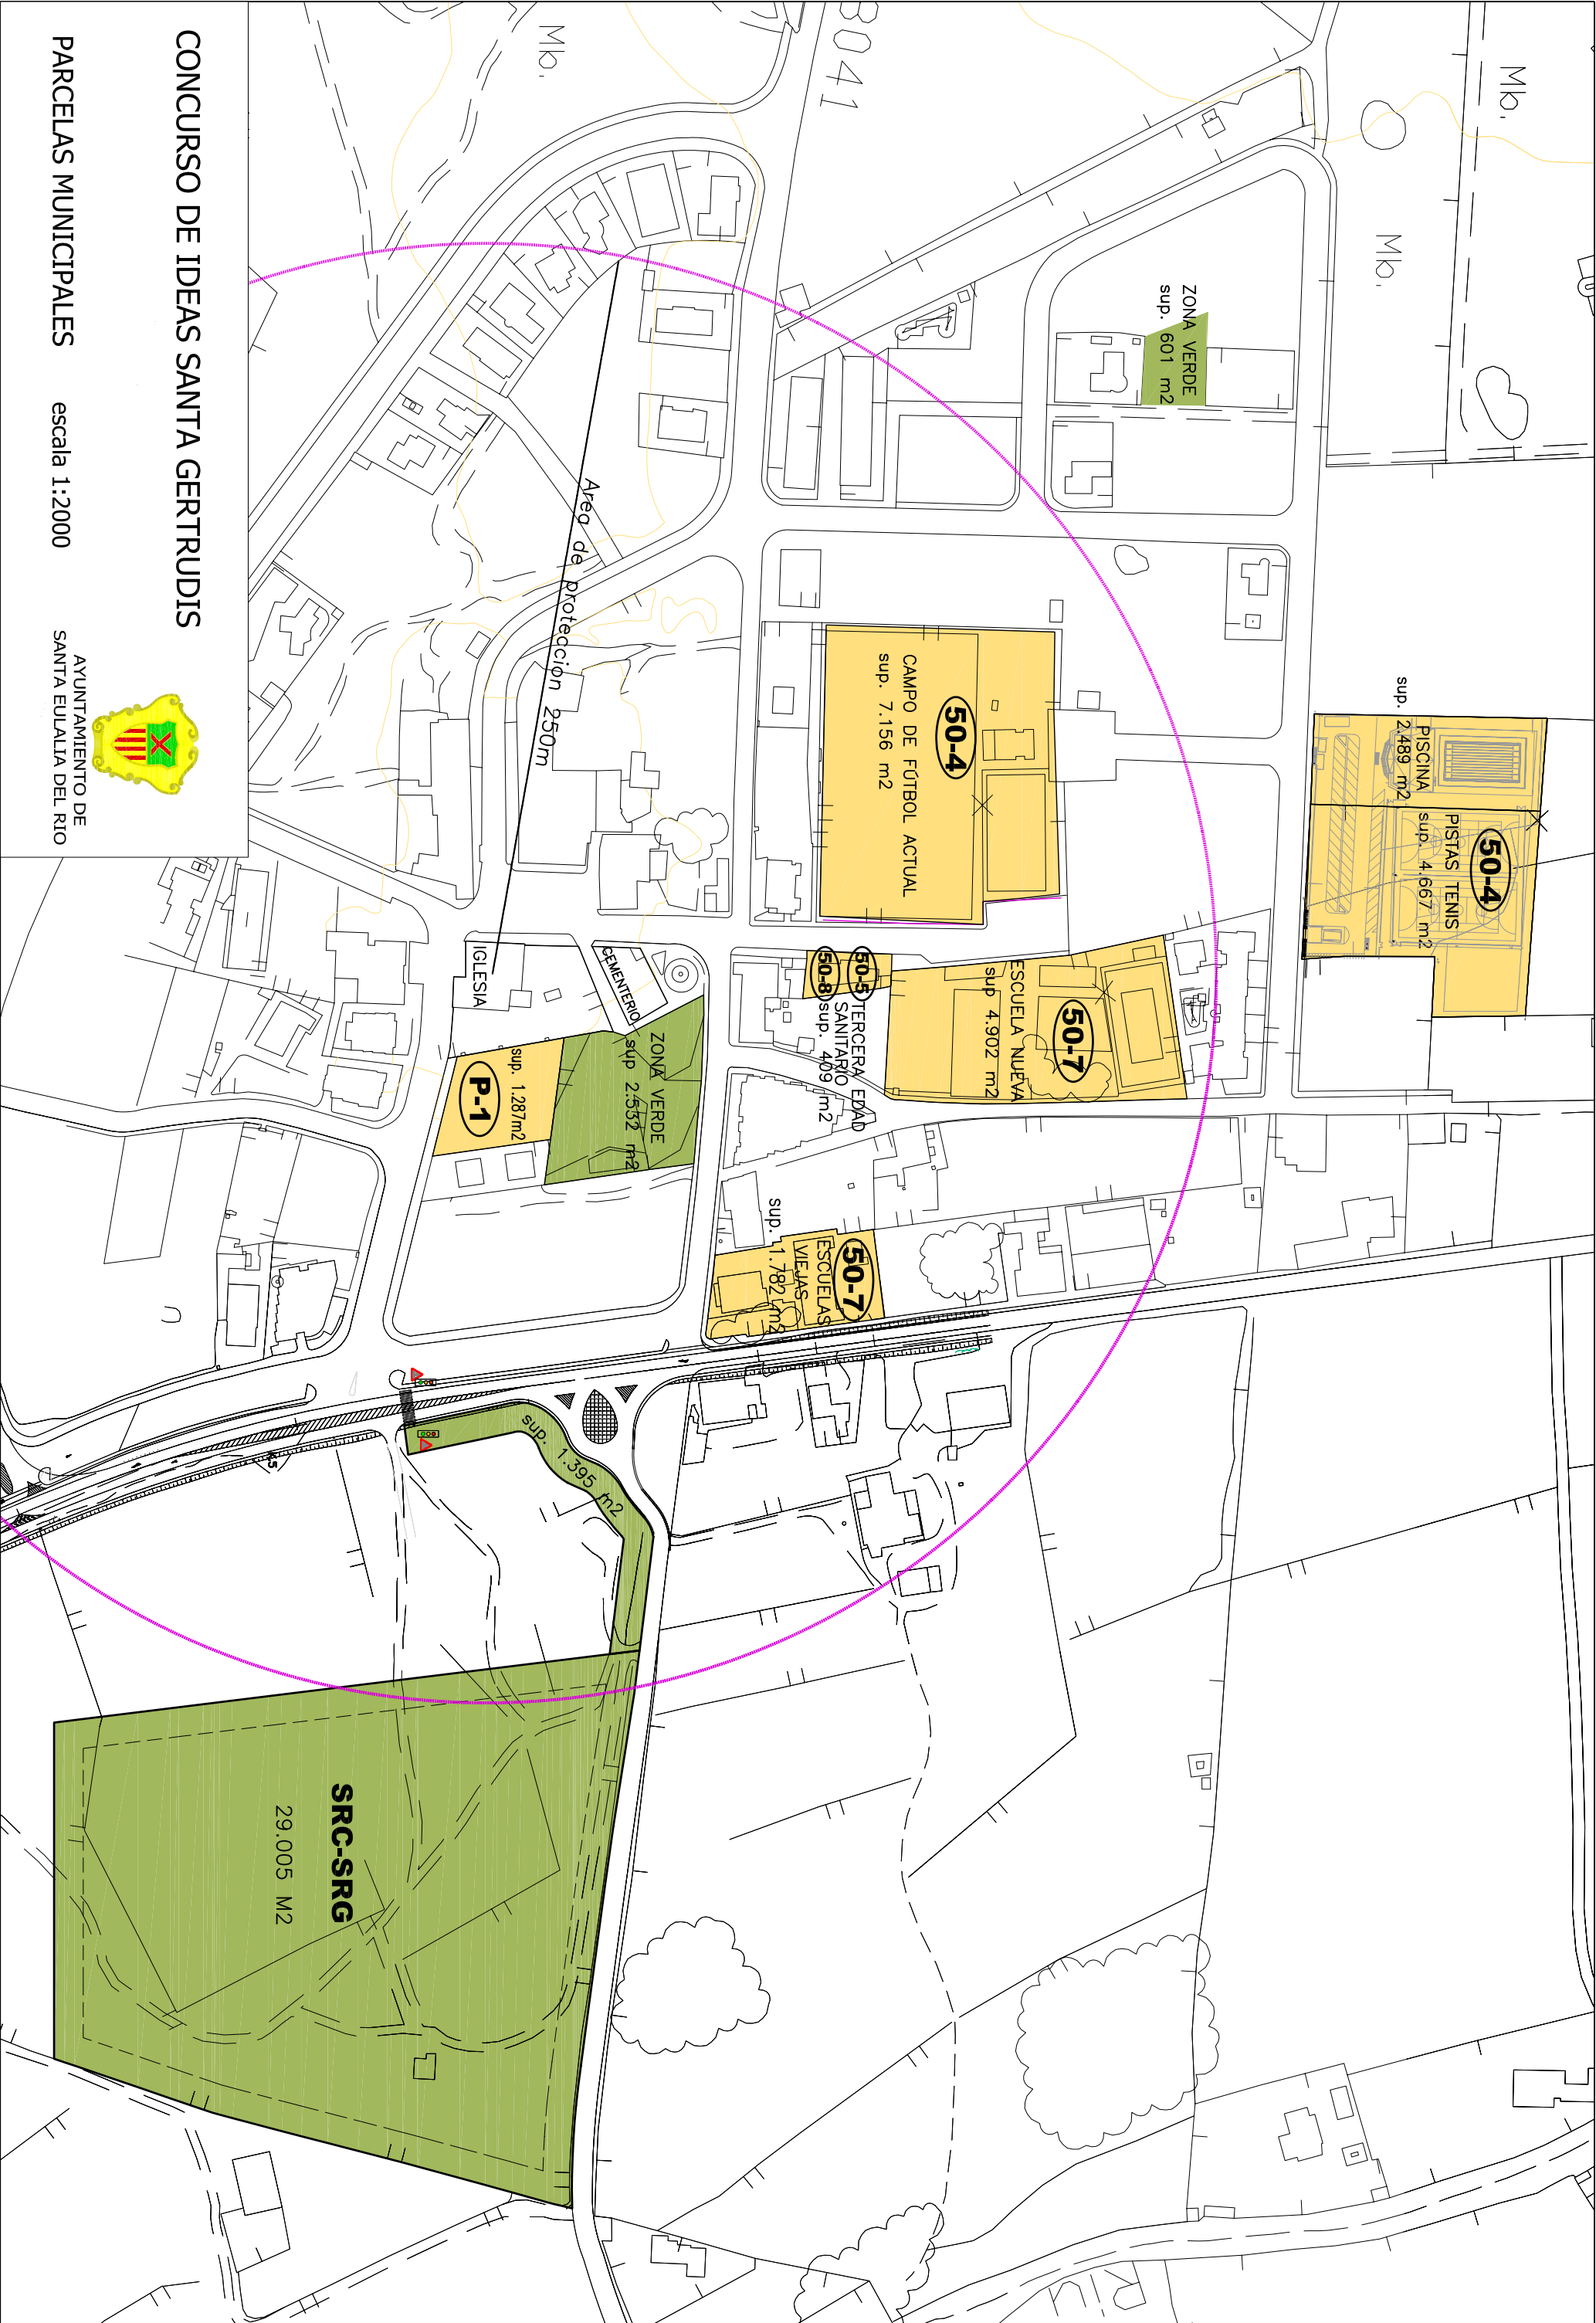 CONCURSO DE IDEAS SANTA GERTRUDIS
PARCELAS MUNICIPALES escala 1:2000
AYUNTAMIENTO DE
SANTA EULALIA DEL RIO
Mb.
Mb.
Mb.
8041
ZONA VERDE
sup. 601 m2
Area de proteccion 250m
50-4
CAMPO DE FÚTBOL ACTUAL
sup. 7.156 m2
PISCINA
sup. 2.489 m2
50-4
PISTAS TENIS
sup. 4.667 m2
IGLESIA
CEMENTERIO
50-5
50-8
TERCERA EDAD
SANITARIO
sup. 409 m2
50-7
ESCUELA NUEVA
sup 4.902 m2
ZONA VERDE
sup 2.532 m2
sup. 1.287m2
P-1
50-7
ESCUELAS
VIEJAS
sup. 1.782 m2
sup. 1.395 m2
SRC-SRG
29.005 M2